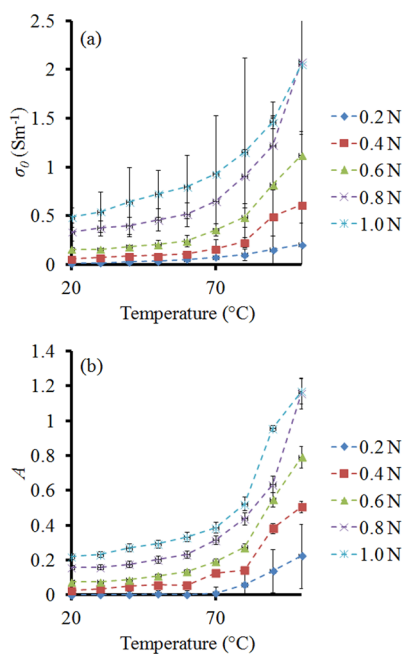 (a)
2.5
2
1.5
1
0.5
0
σ0 (Sm-1)
20 70
Temperature (°C)
0.2 N
0.4 N
0.6 N
0.8 N
1.0 N
(b)
1.4
1.2
1
0.8
0.6
0.4
0.2
0
A
20 70
Temperature (°C)
0.2 N
0.4 N
0.6 N
0.8 N
1.0 N